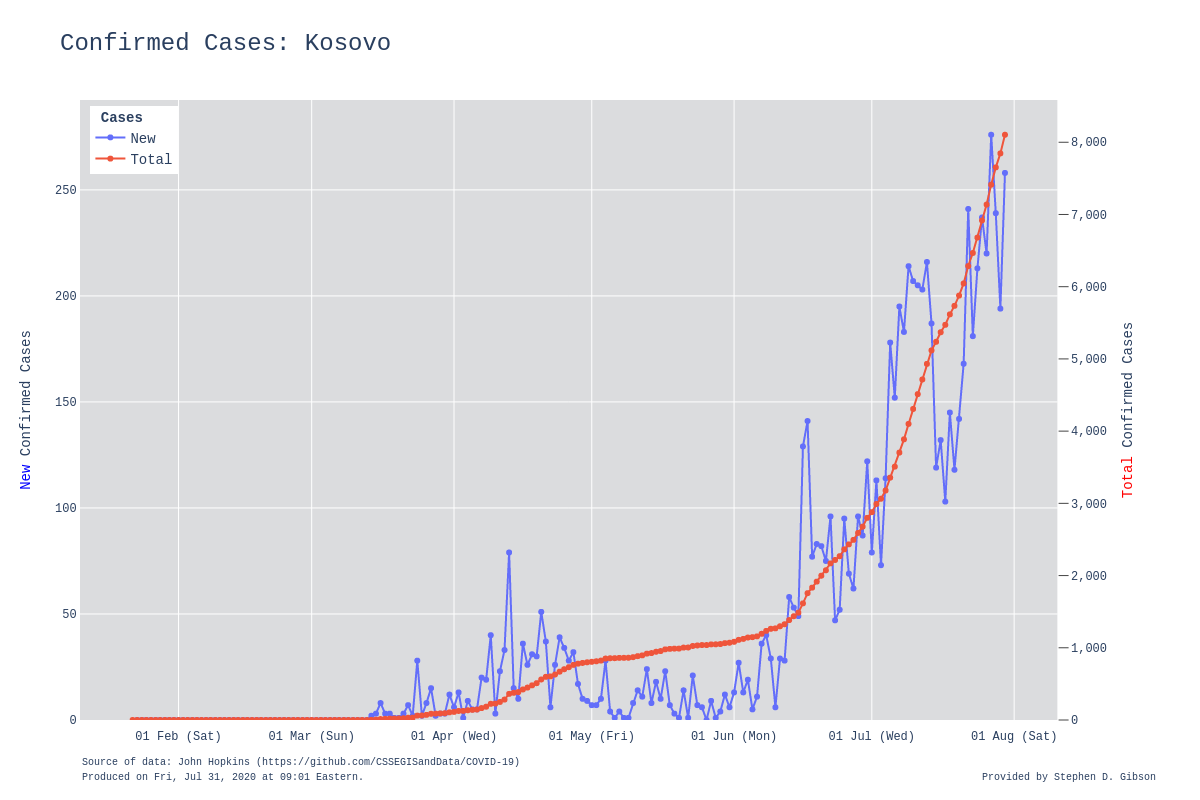 Confirmed Cases: Kosovo
Cases
New
Total
250
200
150
100
50
0
8,000
7,000
6,000
5,000
4,000
3,000
2,000
1,000
0
New Confirmed Cases
Total Confirmed Cases
01 Feb (Sat) 01 Mar (Sun) 01 Apr (Wed) 01 May (Fri) 01 Jun (Mon) 01 Jul (Wed) 01 Aug (Sat)
Source of data: John Hopkins (https://github.com/CSSEGISandData/COVID-19)
Produced on Fri, Jul 31, 2020 at 09:01 Eastern.
Provided by Stephen D. Gibson